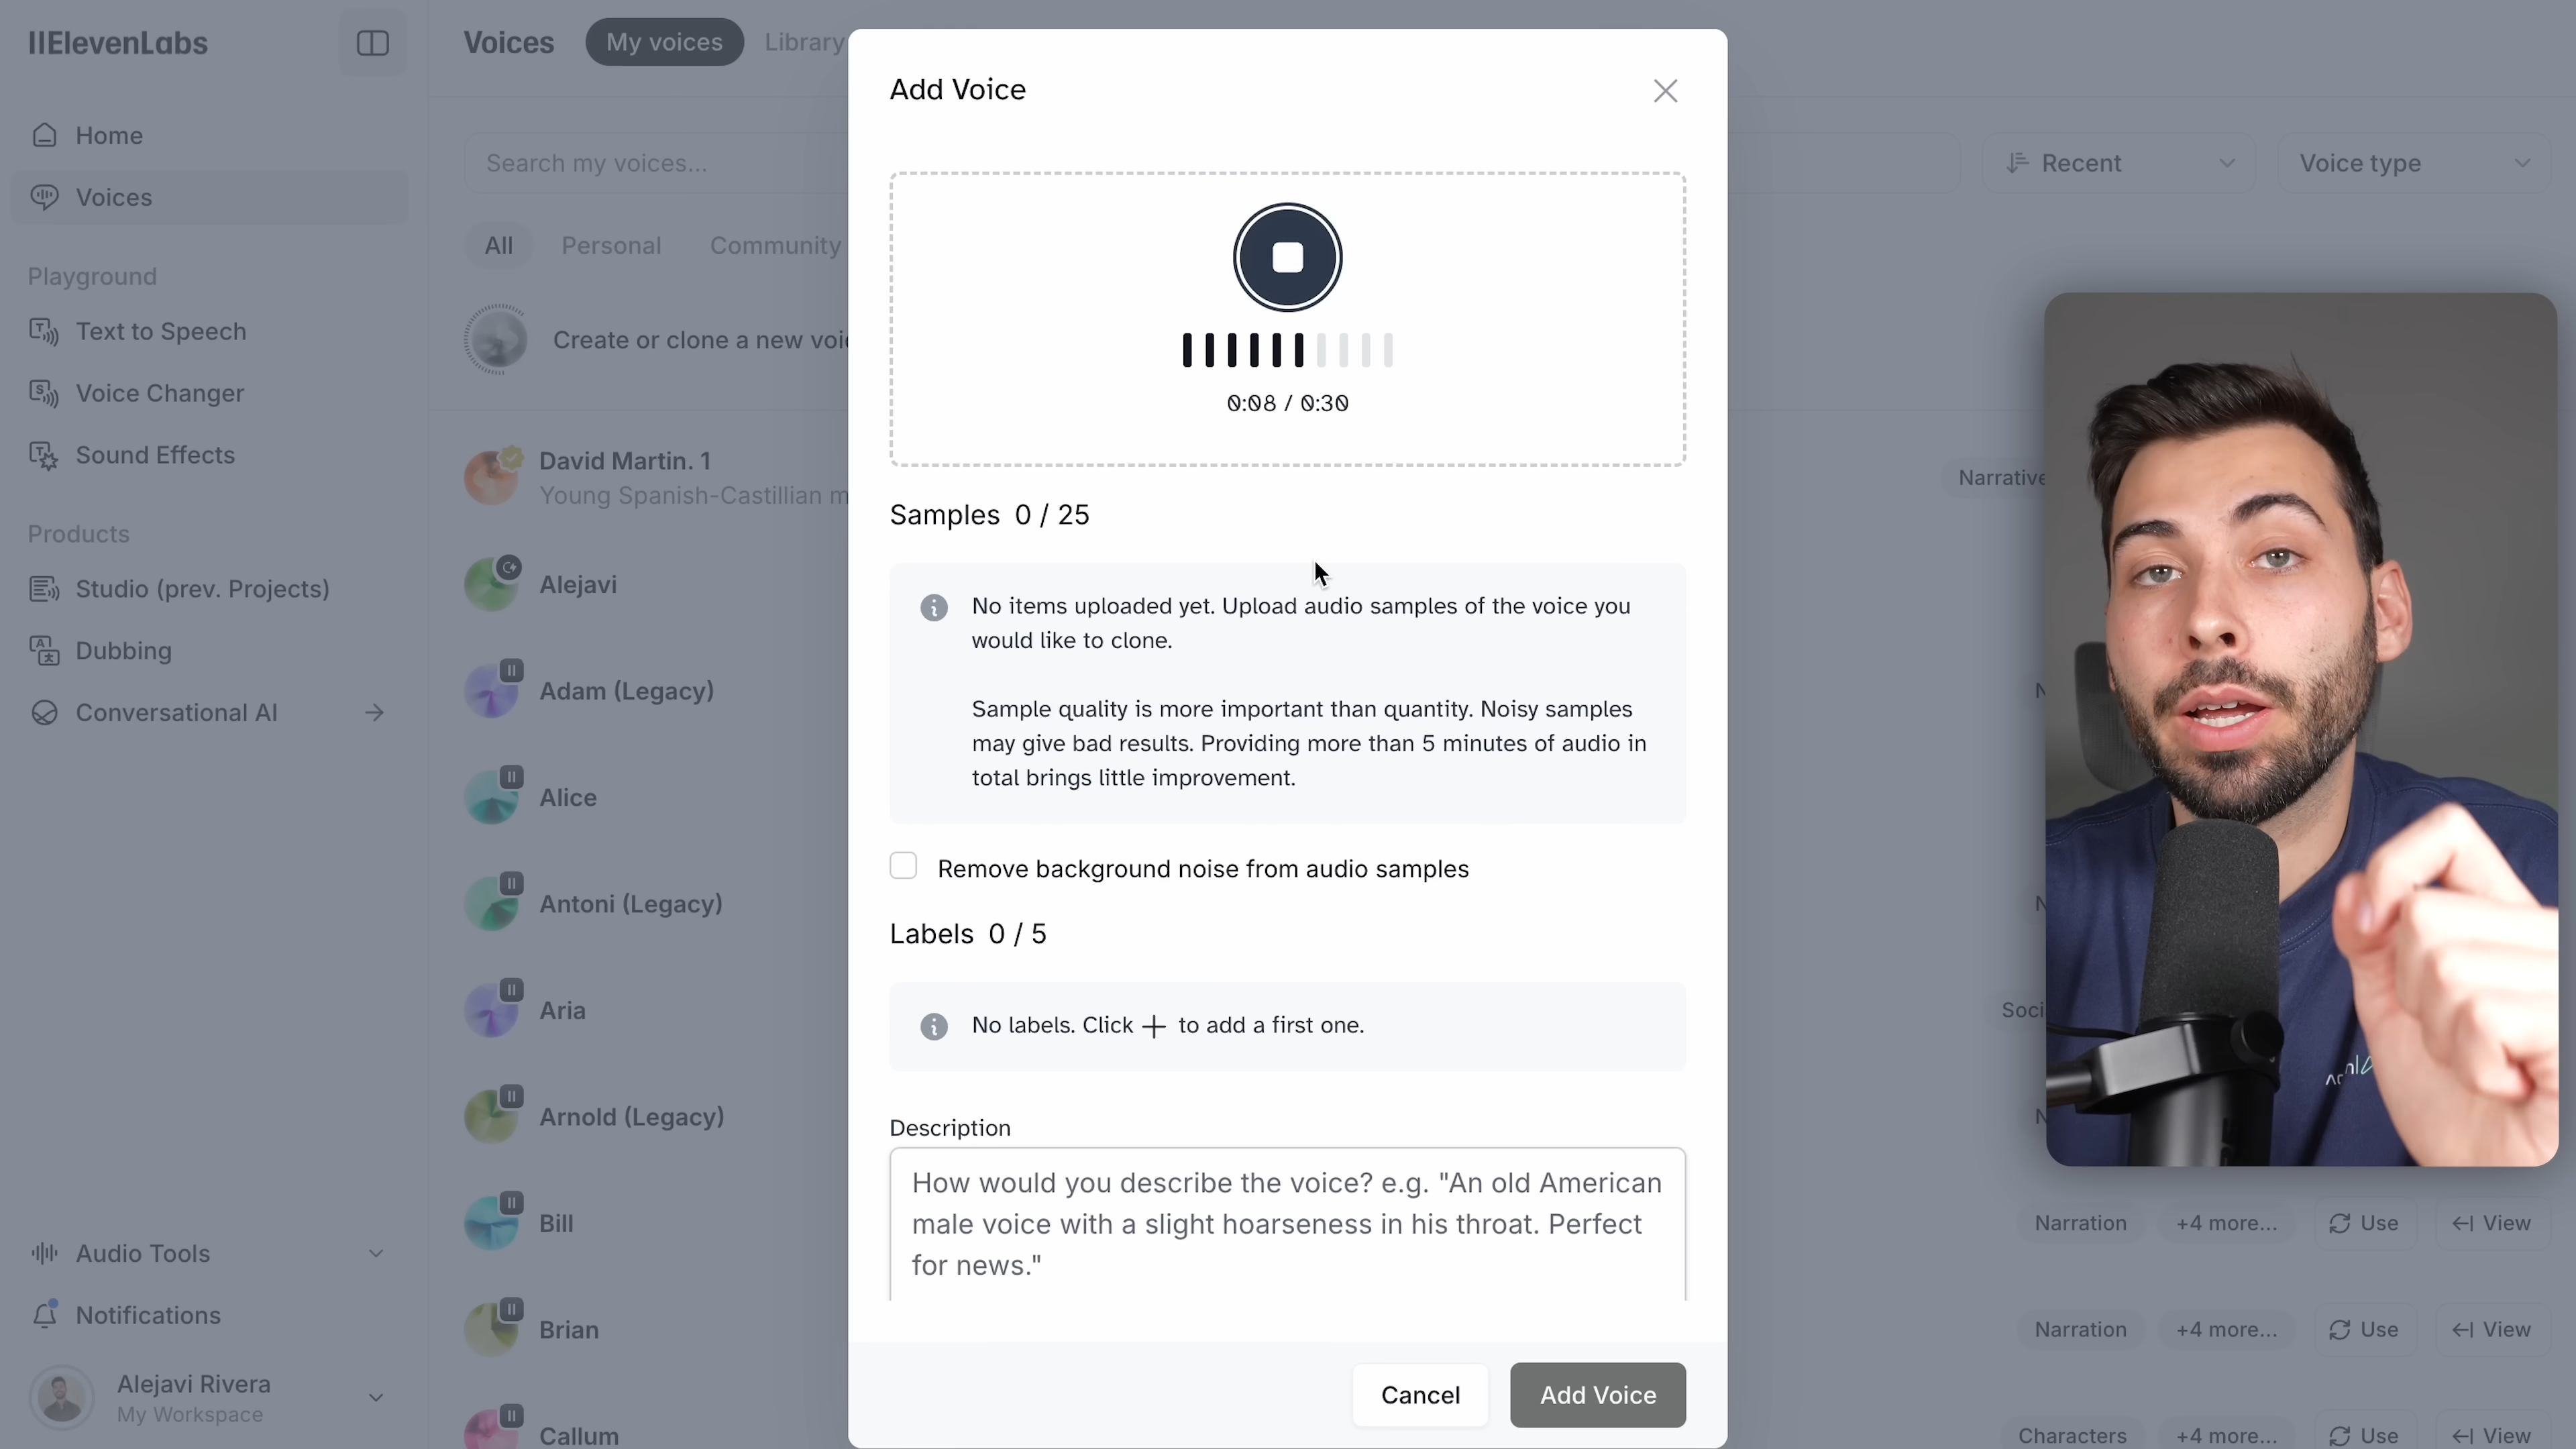 IIElevenLabs
Home
Voices
Playground
Text to Speech
Voice Changer
Sound Effects
Products
Studio (prev. Projects)
Dubbing
Conversational AI
Audio Tools
Notifications
Alejavi Rivera
My Workspace
Voices
My voices
Library
Search my voices...
Recent
Voice type
All
Personal
Community
Create or clone a new voi
David Martin. 1
Young Spanish-Castillian m
Narrative
Alejavi
Adam (Legacy)
Alice
Antoni (Legacy)
Aria
Soci
Arnold (Legacy)
Bill
Narration
+4 more...
Use
View
Brian
Narration
+4 more...
Use
View
Callum
Characters
+4 more...
Use
View
Add Voice
0:08 / 0:30
Samples 0 / 25
No items uploaded yet. Upload audio samples of the voice you
would like to clone.
Sample quality is more important than quantity. Noisy samples
may give bad results. Providing more than 5 minutes of audio in
total brings little improvement.
Remove background noise from audio samples
Labels 0 / 5
No labels. Click + to add a first one.
Description
How would you describe the voice? e.g. "An old American
male voice with a slight hoarseness in his throat. Perfect
for news."
Cancel
Add Voice